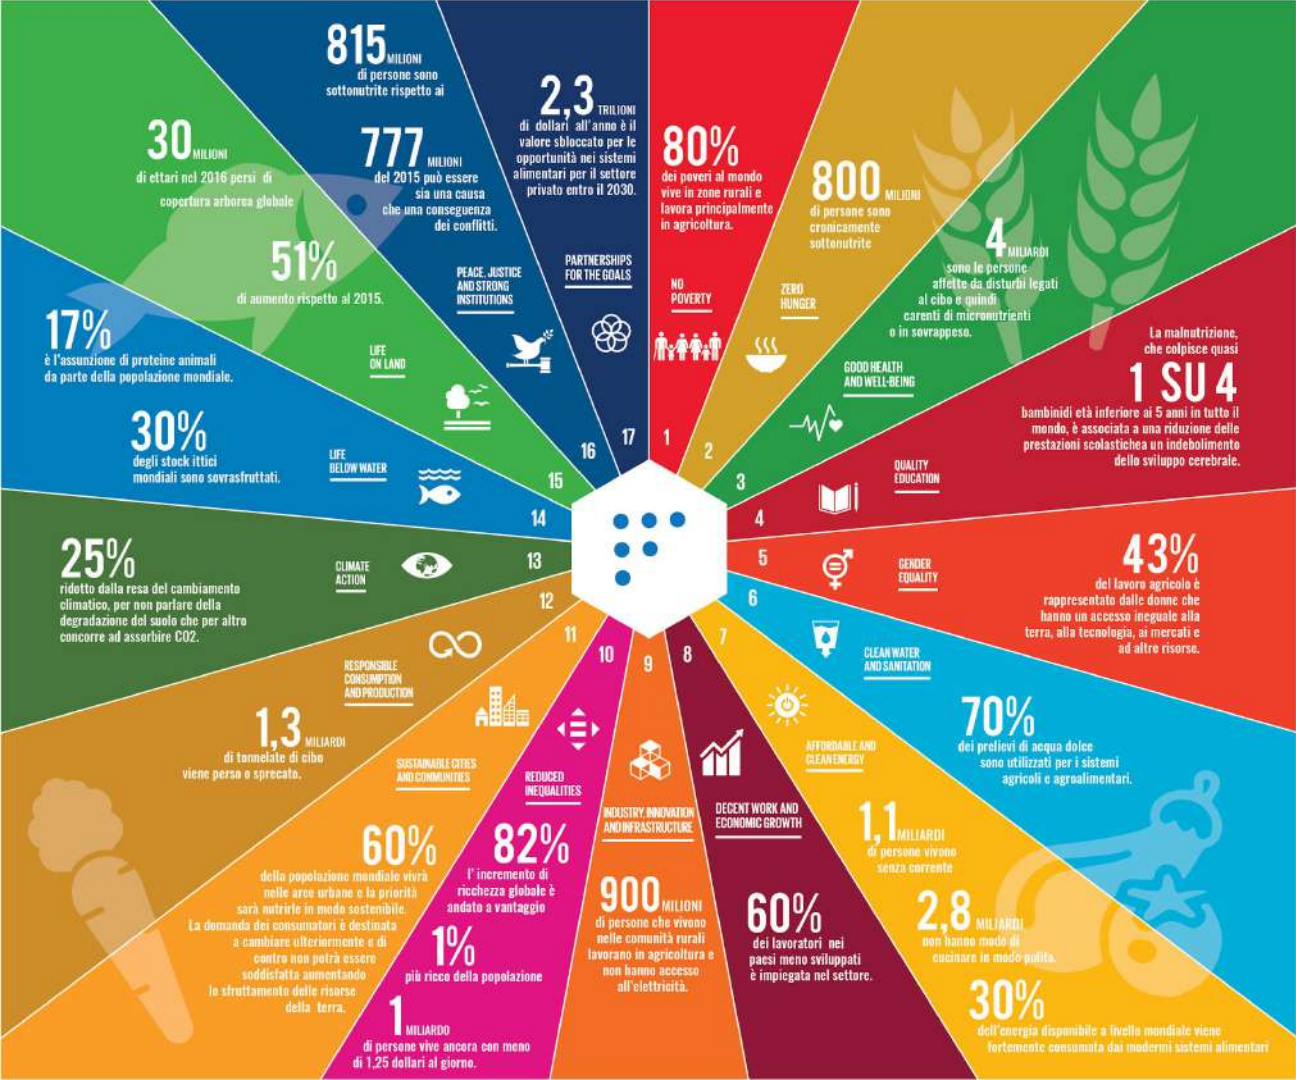 815 MILIONI
di persone sono
sottonutrite rispetto ai
777 MILIONI
del 2015 può essere
sia una causa
che una conseguenza
dei conflitti.
PEACE, JUSTICE
AND STRONG
INSTITUTIONS
16
2,3 TRILIONI
di dollari all'anno è il
valore sbloccato per le
opportunità nei sistemi
alimentari per il settore
privato entro il 2030.
PARTNERSHIPS
FOR THE GOALS
17
80%
dei poveri al mondo
vive in zone rurali e
lavora principalmente
in agricoltura.
NO
POVERTY
1
800 MILIONI
di persone sono
cronicamente
sottonutrite
ZERO
HUNGER
2
4 MILIARDI
sono le persone
affette da disturbi legati
al cibo e quindi
carenti di micronutrienti
o in sovrappeso.
GOOD HEALTH
AND WELL-BEING
3
La malnutrizione,
che colpisce quasi
1 SU 4
bambinidi età inferiore ai 5 anni in tutto il
mondo, è associata a una riduzione delle
prestazioni scolastichea un indebolimento
dello sviluppo cerebrale.
QUALITY
EDUCATION
4
43%
del lavoro agricolo è
rappresentato dalle donne che
hanno un accesso ineguale alla
terra, alla tecnologia, ai mercati e
ad altre risorse.
GENDER
EQUALITY
5
6
CLEAN WATER
AND SANITATION
70%
dei prelievi di acqua dolce
sono utilizzati per i sistemi
agricoli e agroalimentari.
7
AFFORDABLE AND
CLEAN ENERGY
1,1 MILIARDI
di persone vivono
senza corrente
2,8 MILIARDI
non hanno modo di
cucinare in modo pulito.
30%
dell'energia disponibile a livello mondiale viene
fortemente consumata dai modermi sistemi alimentari
8
DECENT WORK AND
ECONOMIC GROWTH
60%
dei lavoratori nei
paesi meno sviluppati
è impiegata nel settore.
9
INDUSTRY, INNOVATION
AND INFRASTRUCTURE
900 MILIONI
di persone che vivono
nelle comunità rurali
lavorano in agricoltura e
non hanno accesso
all'elettricità.
10
REDUCED
INEQUALITIES
82%
l' incremento di
ricchezza globale è
andato a vantaggio
1%
più ricco della popolazione
1 MILIARDO
di persone vive ancora con meno
di 1,25 dollari al giorno.
11
SUSTAINABLE CITIES
AND COMMUNITIES
60%
della popolazione mondiale vivrà
nelle aree urbane e la priorità
sarà nutrirle in modo sostenibile.
La domanda dei consumatori è destinata
a cambiare ulteriormente e di
contro non potrà essere
soddisfatta aumentando
lo sfruttamento delle risorse
della terra.
12
RESPONSIBLE
CONSUMPTION
AND PRODUCTION
1,3 MILIARDI
di tonnelate di cibo
viene perso o sprecato.
13
CLIMATE
ACTION
25%
ridotto dalla resa del cambiamento
climatico, per non parlare della
degradazione del suolo che per altro
concorre ad assorbire CO2.
14
LIFE
BELOW WATER
17%
è l'assunzione di proteine animali
da parte della popolazione mondiale.
30%
degli stock ittici
mondiali sono sovrasfruttati.
15
LIFE
ON LAND
30 MILIONI
di ettari nel 2016 persi di
copertura arborea globale
51%
di aumento rispetto al 2015.